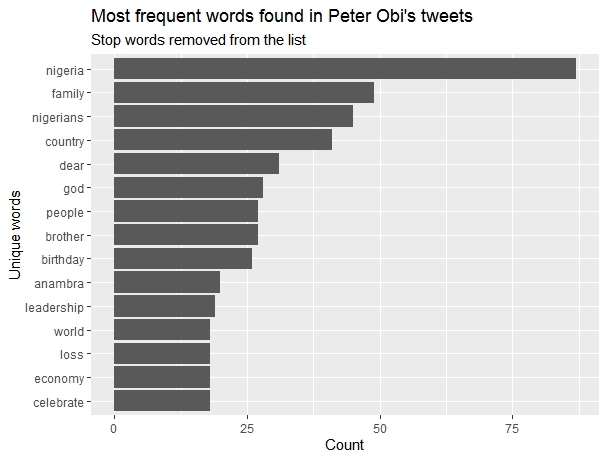 Most frequent words found in Peter Obi's tweets
Stop words removed from the list
Unique words
nigeria
family
nigerians
country
dear
god
people
brother
birthday
anambra
leadership
world
loss
economy
celebrate
0 25 50 75
Count